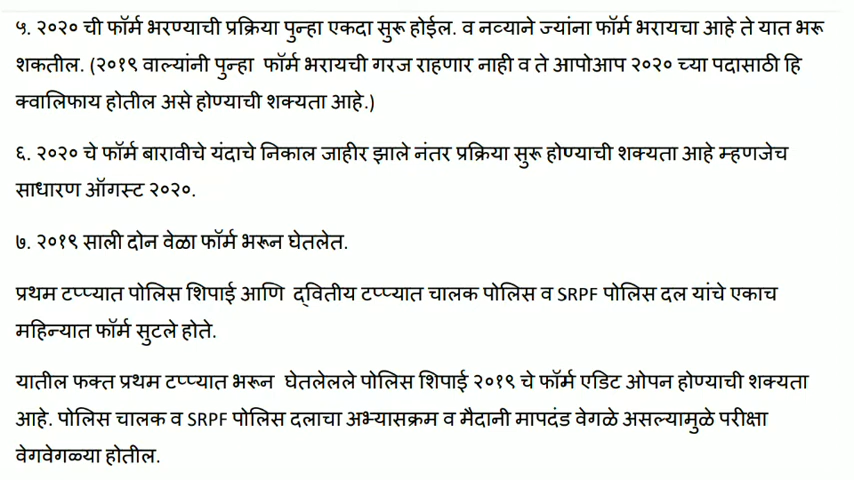 ५. २०२० ची फॉर्म भरण्याची प्रक्रिया पुन्हा एकदा सुरू होईल. व नव्याने ज्यांना फॉर्म भरायचा आहे ते यात भरू
शकतील. (२०१९ वाल्यांनी पुन्हा फॉर्म भरायची गरज राहणार नाही व ते आपोआप २०२० च्या पदासाठी हि
क्वालिफाय होतील असे होण्याची शक्यता आहे.)
६. २०२० चे फॉर्म बारावीचे यंदाचे निकाल जाहीर झाले नंतर प्रक्रिया सुरू होण्याची शक्यता आहे म्हणजेच
साधारण ऑगस्ट २०२०.
७. २०१९ साली दोन वेळा फॉर्म भरून घेतलेत.
प्रथम टप्प्यात पोलिस शिपाई आणि द्वितीय टप्प्यात चालक पोलिस व SRPF पोलिस दल यांचे एकाच
महिन्यात फॉर्म सुटले होते.
यातील फक्त प्रथम टप्प्यात भरून घेतलेलले पोलिस शिपाई २०१९ चे फॉर्म एडिट ओपन होण्याची शक्यता
आहे. पोलिस चालक व SRPF पोलिस दलाचा अभ्यासक्रम व मैदानी मापदंड वेगळे असल्यामुळे परीक्षा
वेगवेगळ्या होतील.